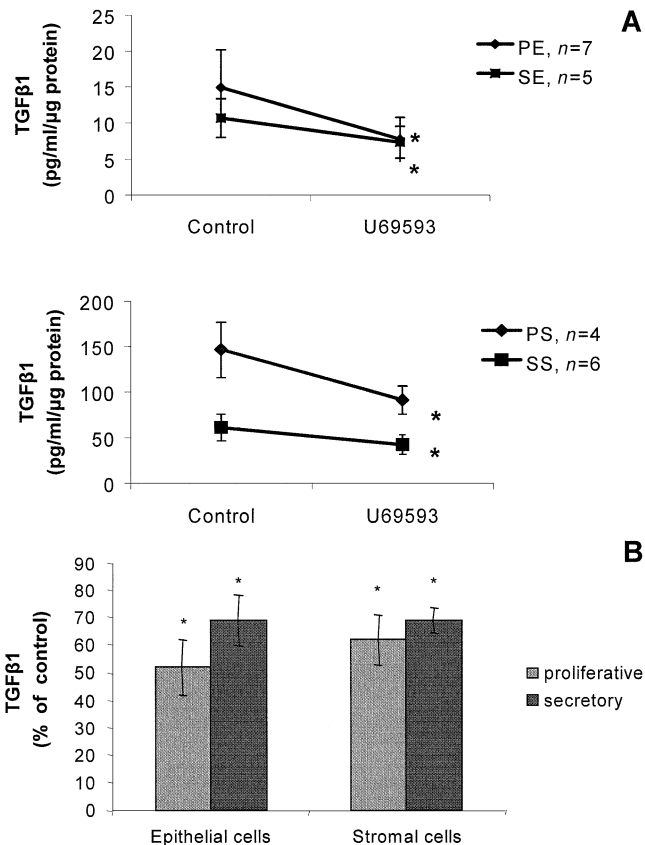 A
TGFβ1
(pg/ml/µg protein)
25
20
15
10
5
0
PE, n=7
SE, n=5
*
*
Control
U69593
TGFβ1
(pg/ml/µg protein)
200
150
100
50
0
PS, n=4
SS, n=6
*
*
Control
U69593
B
TGFβ1
(% of control)
90
80
70
60
50
40
30
20
10
0
*
*
*
*
proliferative
secretory
Epithelial cells
Stromal cells